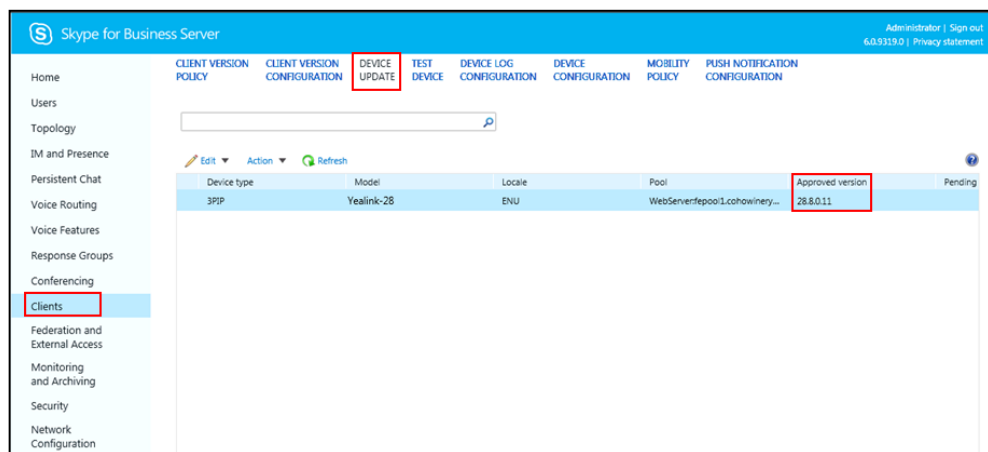 S Skype for Business Server
Administrator | Sign out
6.0.9319.0 | Privacy statement
Home
Users
Topology
IM and Presence
Persistent Chat
Voice Routing
Voice Features
Response Groups
Conferencing
Clients
Federation and
External Access
Monitoring
and Archiving
Security
Network
Configuration
CLIENT VERSION
POLICY
CLIENT VERSION
CONFIGURATION
DEVICE
UPDATE
TEST
DEVICE
DEVICE LOG
CONFIGURATION
DEVICE
CONFIGURATION
MOBILITY
POLICY
PUSH NOTIFICATION
CONFIGURATION
Edit Action Refresh ?
Device type Model Locale Pool Approved version Pending
3PIP Yealink-28 ENU WebServer:fepool1.cohowinery... 28.8.0.11